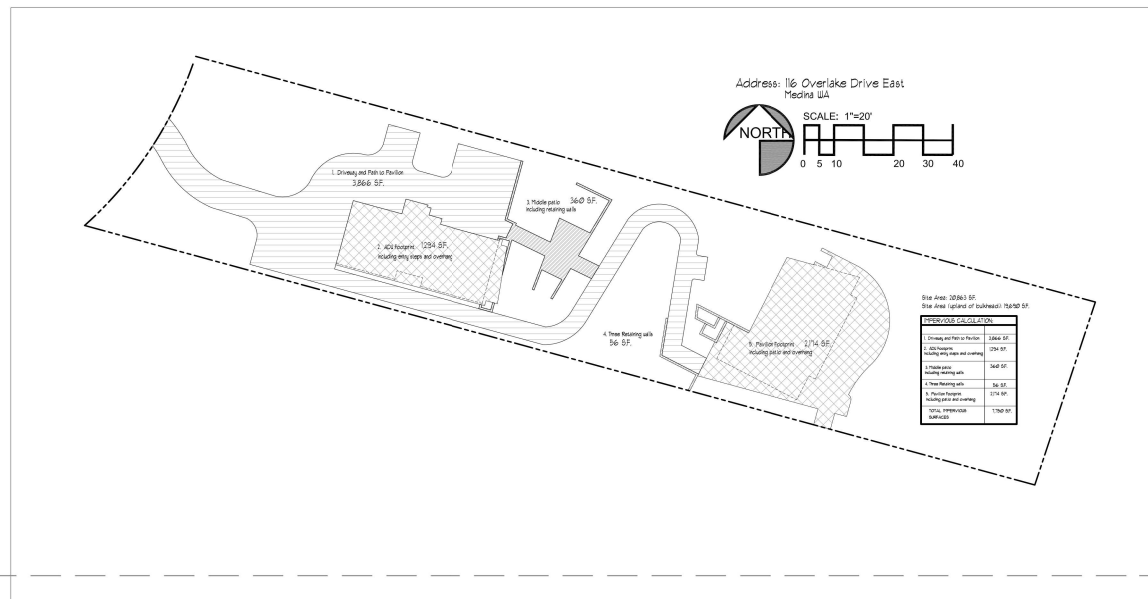 Address: 116 Overlake Drive East
Medina WA
NORTH
SCALE: 1"=20'
0 5 10 20 30 40
1. Driveway and Path to Pavilion
3,866 SF.
3. Middle patio 360 SF.
including retaining walls
2. ADU Footprint 1,294 SF.
including entry steps and overhang
4. Three Retaining walls
56 SF.
5. Pavilion Footprint 2,174 SF.
including patio and overhang
Site Area: 20,863 SF.
Site Area (upland of bulkhead): SF.
IMPERVIOUS CALCULATION:
1. Driveway and Path to Pavilion 3,866 SF.
2. ADU Footprint 1,294 SF.
including entry steps and overhang
3. Middle patio 360 SF.
including retaining walls
4. Three Retaining walls 56 SF.
5. Pavilion Footprint 2,174 SF.
including patio and overhang
TOTAL IMPERVIOUS 7,750 SF.
SURFACES